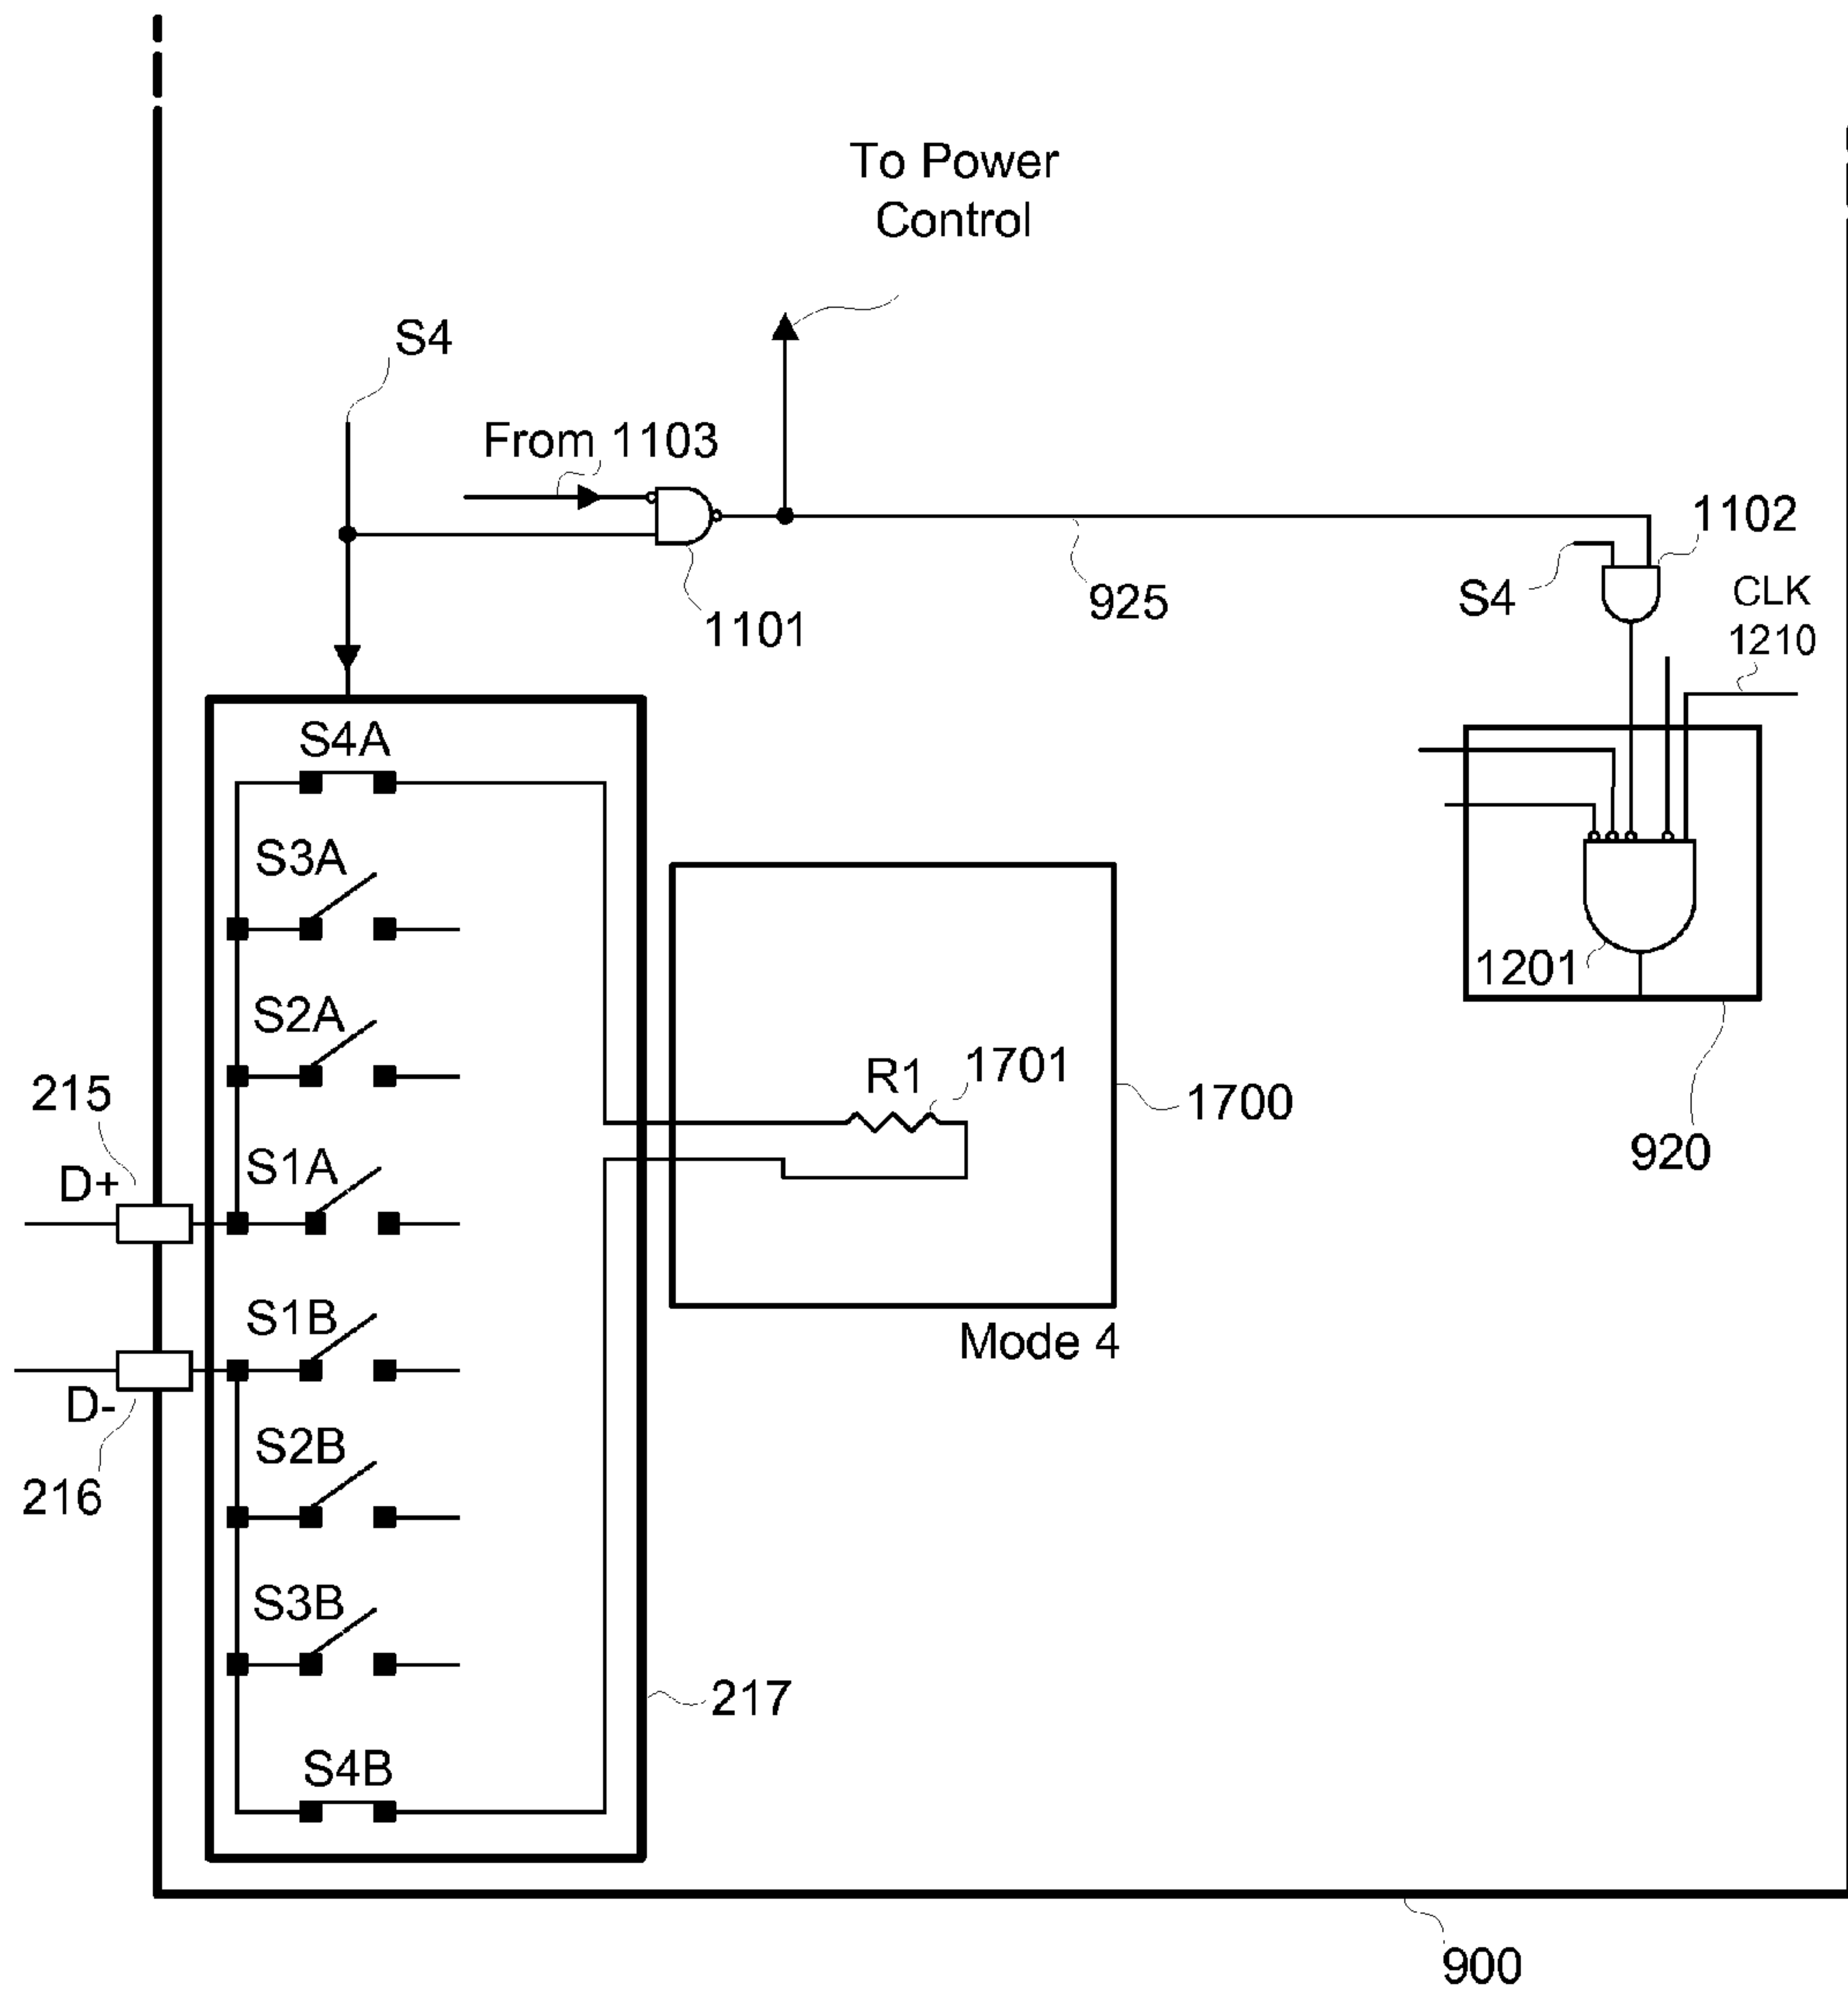 To Power
Control
S4
From 1103
1102
S4
CLK
1210
925
1101
S4A
S3A
1201
S2A
R1
1701
215
1700
920
S1A
D+
S1B
Mode 4
D-
S2B
216
S3B
217
S4B
900